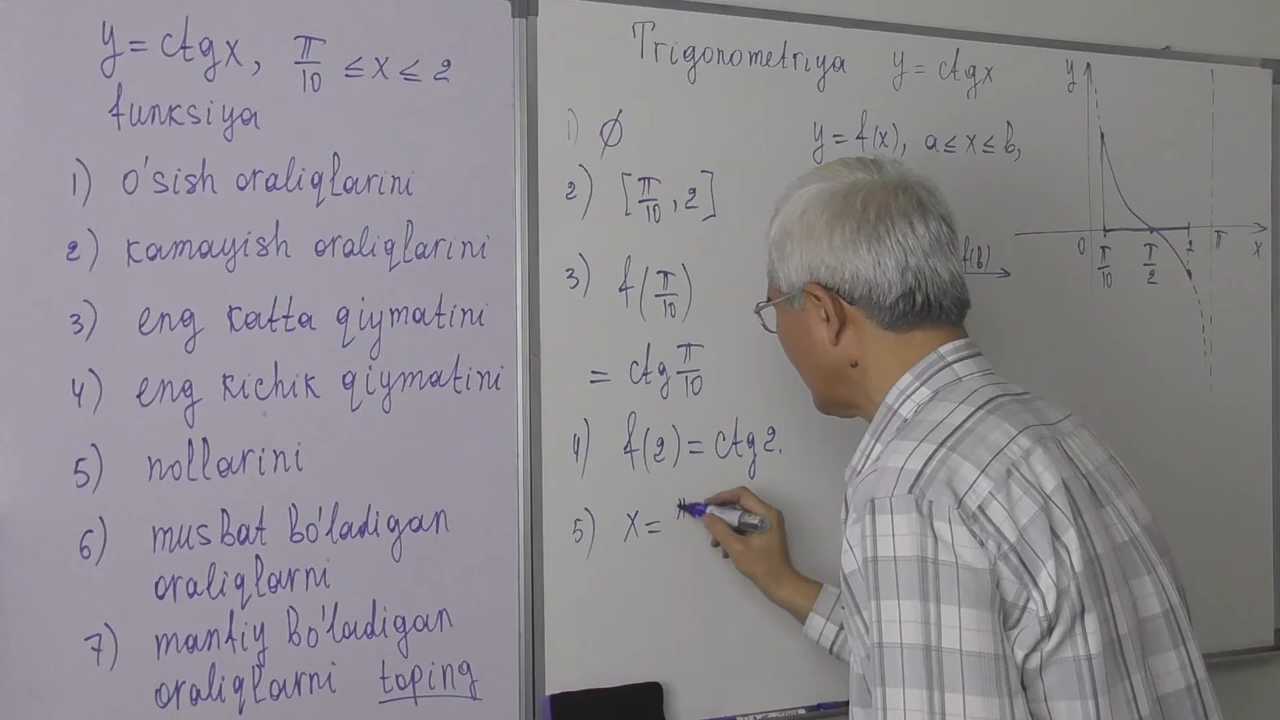 y = ctgx, π/10 ≤ x ≤ 2
funksiya
1) o'sish oraliqlarini
2) kamayish oraliqlarini
3) eng katta qiymatini
4) eng kichik qiymatini
5) nollarini
6) musbat bo'ladigan
oraliqlarni
7) manfiy bo'ladigan
oraliqlarni toping
Trigonometriya y = ctgx
1) ∅
y = f(x), a ≤ x ≤ b,
2) [π/10, 2]
3) f(π/10)
= ctg π/10
4) f(2) = ctg2.
5) x =
f(b)
y
0 π/10 π/2 2 π x